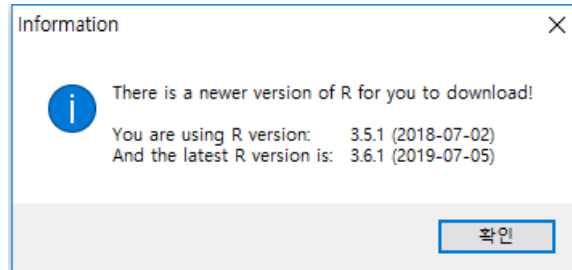 Information
There is a newer version of R for you to download!
You are using R version: 3.5.1 (2018-07-02)
And the latest R version is: 3.6.1 (2019-07-05)
확인